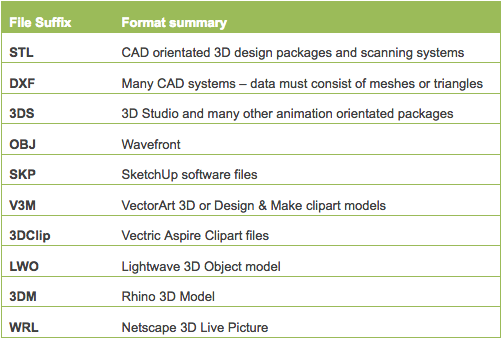 File Suffix Format summary
STL CAD orientated 3D design packages and scanning systems
DXF Many CAD systems – data must consist of meshes or triangles
3DS 3D Studio and many other animation orientated packages
OBJ Wavefront
SKP SketchUp software files
V3M VectorArt 3D or Design & Make clipart models
3DClip Vectric Aspire Clipart files
LWO Lightwave 3D Object model
3DM Rhino 3D Model
WRL Netscape 3D Live Picture